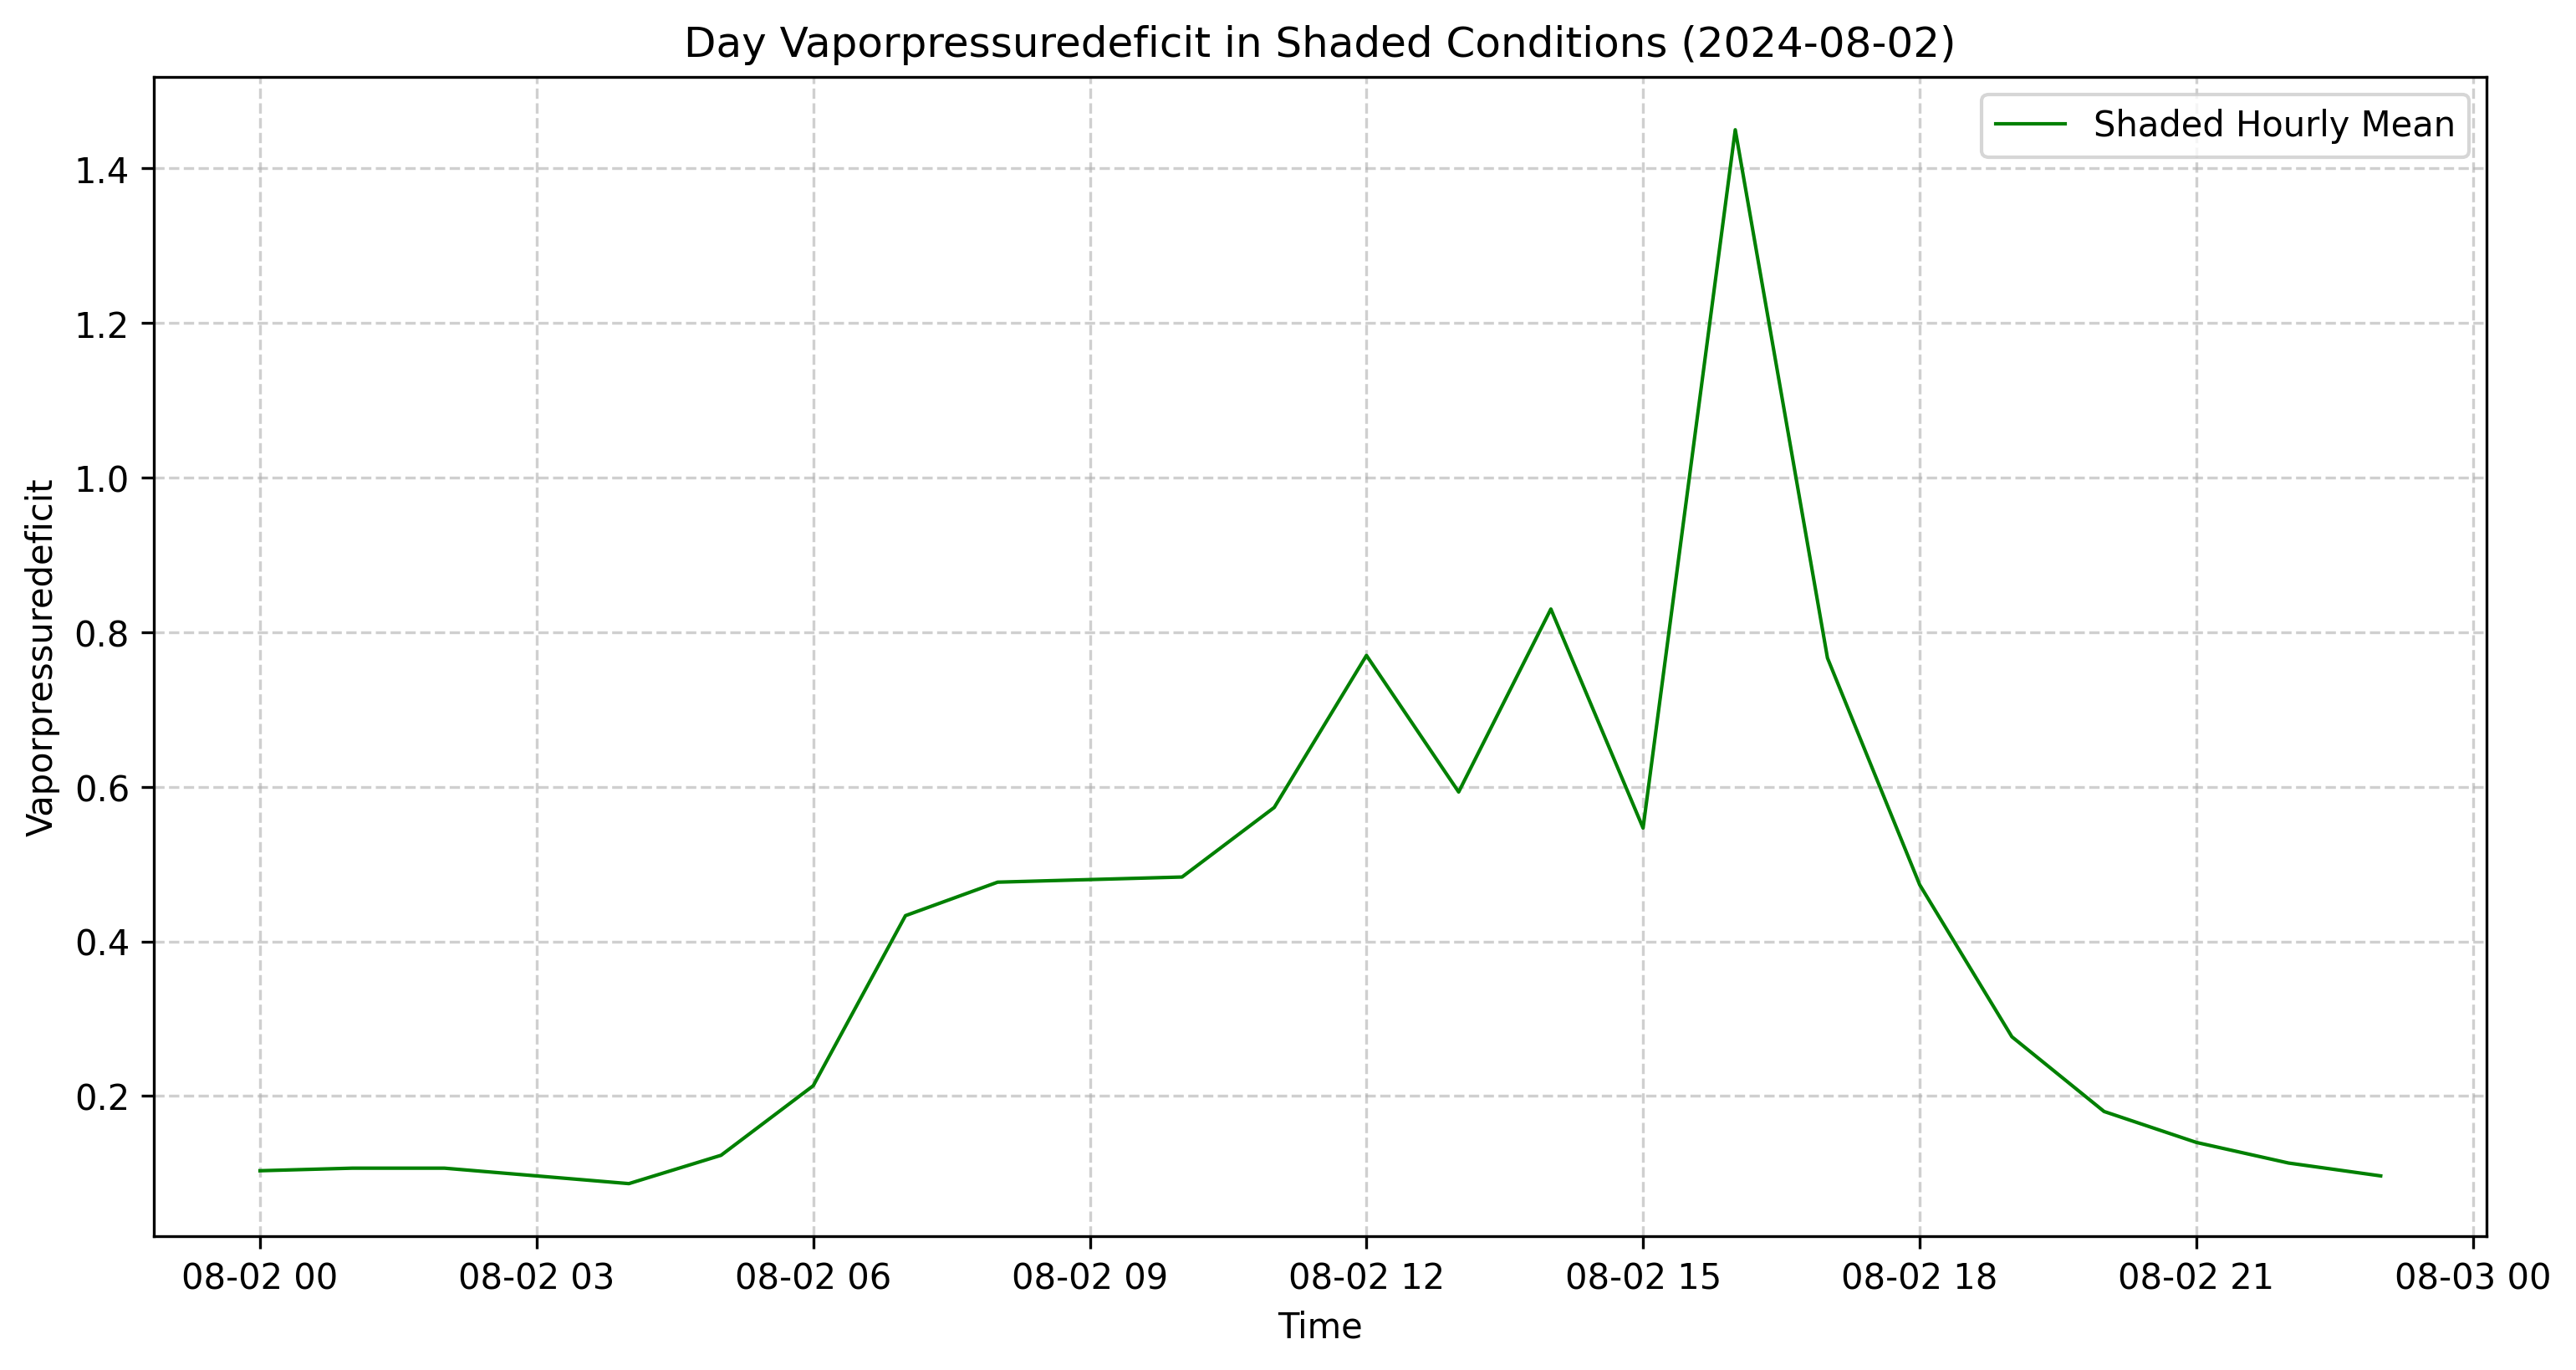 Day Vaporpressuredeficit in Shaded Conditions (2024-08-02)
Shaded Hourly Mean
Vaporpressuredeficit
1.4
1.2
1.0
0.8
0.6
0.4
0.2
08-02 00 08-02 03 08-02 06 08-02 09 08-02 12 08-02 15 08-02 18 08-02 21 08-03 00
Time